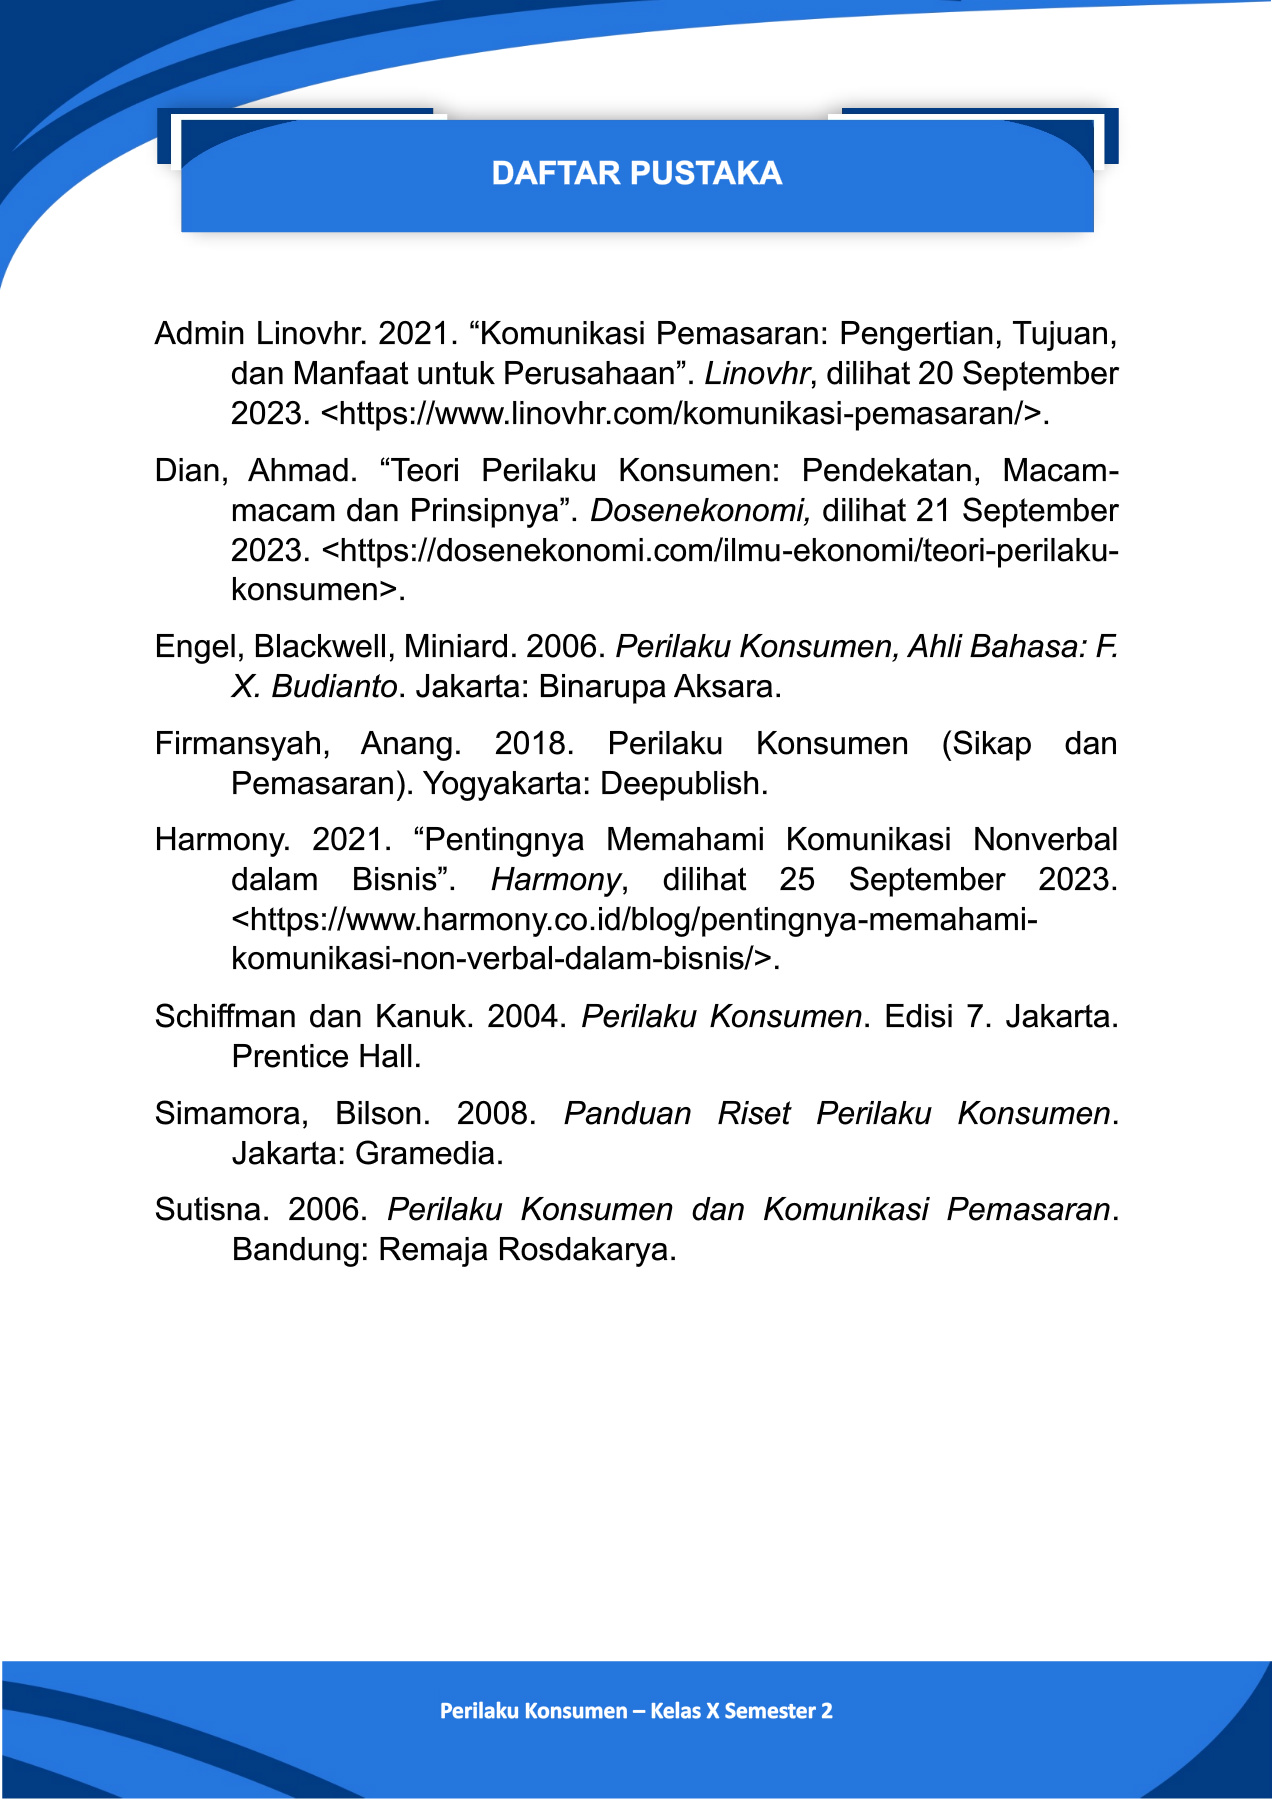 DAFTAR PUSTAKA
Admin Linovhr. 2021. “Komunikasi Pemasaran: Pengertian, Tujuan,
dan Manfaat untuk Perusahaan”. Linovhr, dilihat 20 September
2023. <https://www.linovhr.com/komunikasi-pemasaran/>.
Dian, Ahmad. “Teori Perilaku Konsumen: Pendekatan, Macam-
macam dan Prinsipnya”. Dosenekonomi, dilihat 21 September
2023. <https://dosenekonomi.com/ilmu-ekonomi/teori-perilaku-
konsumen>.
Engel, Blackwell, Miniard. 2006. Perilaku Konsumen, Ahli Bahasa: F.
X. Budianto. Jakarta: Binarupa Aksara.
Firmansyah, Anang. 2018. Perilaku Konsumen (Sikap dan
Pemasaran). Yogyakarta: Deepublish.
Harmony. 2021. “Pentingnya Memahami Komunikasi Nonverbal
dalam Bisnis”. Harmony, dilihat 25 September 2023.
<https://www.harmony.co.id/blog/pentingnya-memahami-
komunikasi-non-verbal-dalam-bisnis/>.
Schiffman dan Kanuk. 2004. Perilaku Konsumen. Edisi 7. Jakarta.
Prentice Hall.
Simamora, Bilson. 2008. Panduan Riset Perilaku Konsumen.
Jakarta: Gramedia.
Sutisna. 2006. Perilaku Konsumen dan Komunikasi Pemasaran.
Bandung: Remaja Rosdakarya.
Perilaku Konsumen – Kelas X Semester 2